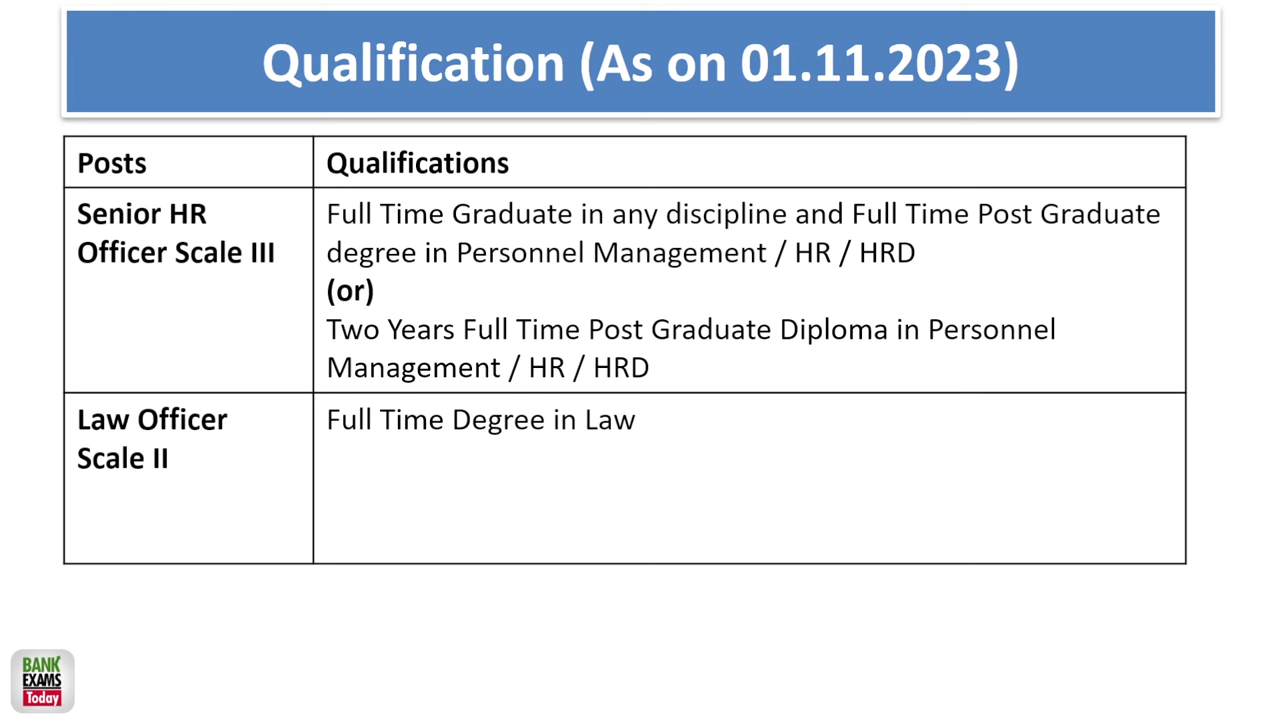 Qualification (As on 01.11.2023)
Posts
Qualifications
Senior HR
Officer Scale III
Full Time Graduate in any discipline and Full Time Post Graduate
degree in Personnel Management / HR / HRD
(or)
Two Years Full Time Post Graduate Diploma in Personnel
Management / HR / HRD
Law Officer
Scale II
Full Time Degree in Law
BANK
EXAMS
Today